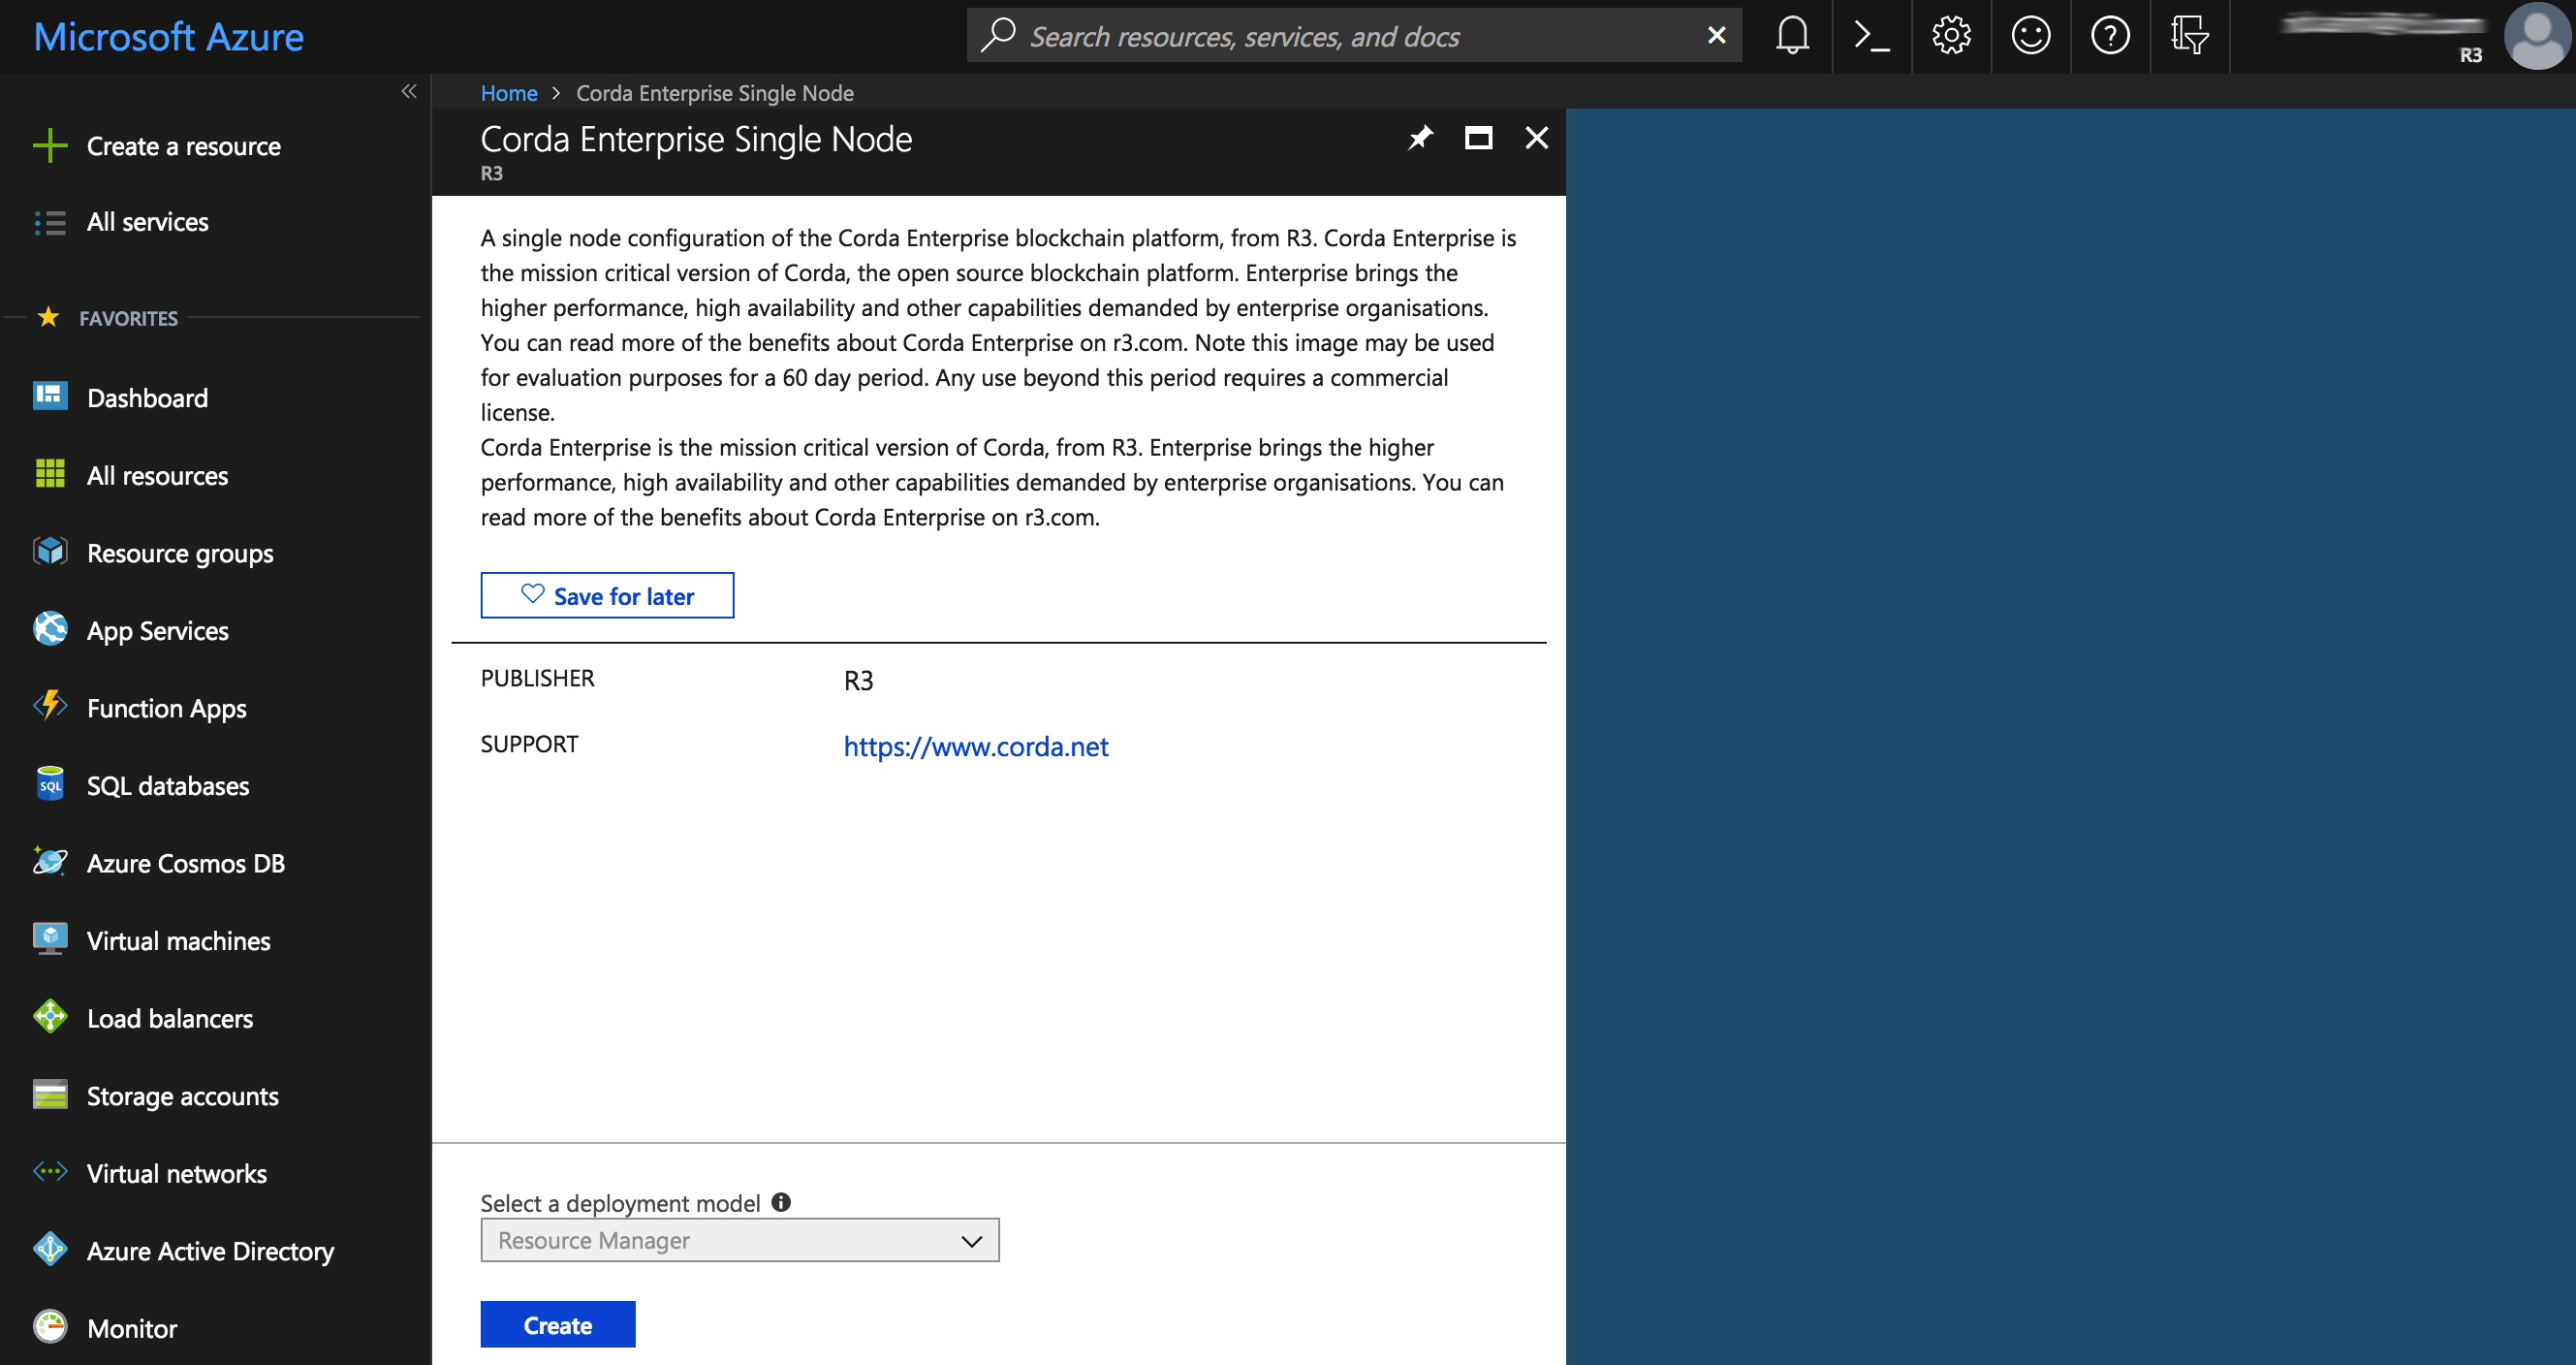 Microsoft Azure
Search resources, services, and docs
R3
Create a resource
All services
FAVORITES
Dashboard
All resources
Resource groups
App Services
Function Apps
SQL
SQL databases
Azure Cosmos DB
Virtual machines
Load balancers
Storage accounts
Virtual networks
Azure Active Directory
Monitor
Home > Corda Enterprise Single Node
Corda Enterprise Single Node
R3
A single node configuration of the Corda Enterprise blockchain platform, from R3. Corda Enterprise is
the mission critical version of Corda, the open source blockchain platform. Enterprise brings the
higher performance, high availability and other capabilities demanded by enterprise organisations.
You can read more of the benefits about Corda Enterprise on r3.com. Note this image may be used
for evaluation purposes for a 60 day period. Any use beyond this period requires a commercial
license.
Corda Enterprise is the mission critical version of Corda, from R3. Enterprise brings the higher
performance, high availability and other capabilities demanded by enterprise organisations. You can
read more of the benefits about Corda Enterprise on r3.com.
Save for later
PUBLISHER R3
SUPPORT https://www.corda.net
Select a deployment model
Resource Manager
Create